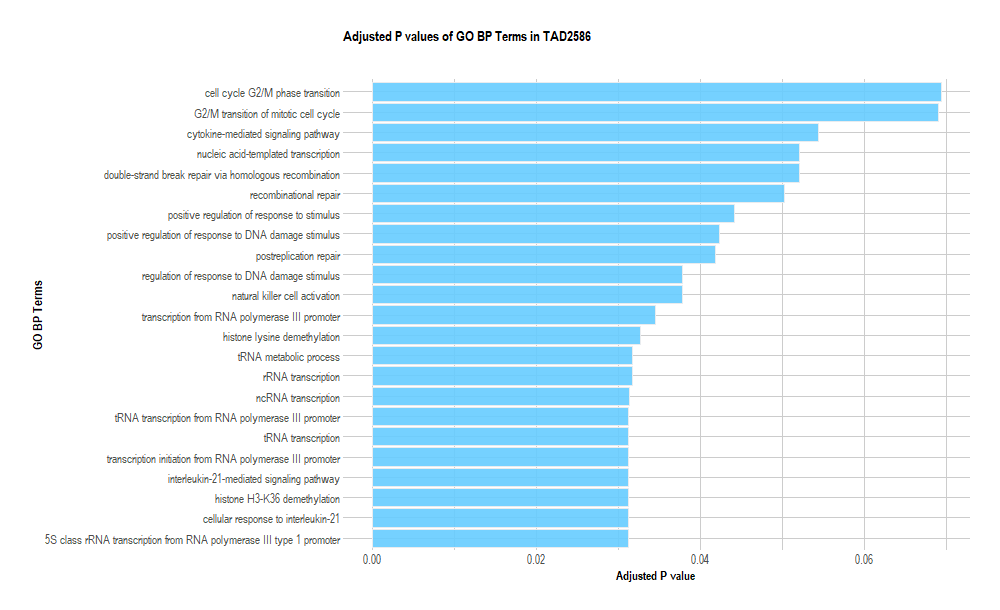 Adjusted P values of GO BP Terms in TAD2586
GO BP Terms
cell cycle G2/M phase transition
G2/M transition of mitotic cell cycle
cytokine-mediated signaling pathway
nucleic acid-templated transcription
double-strand break repair via homologous recombination
recombinational repair
positive regulation of response to stimulus
positive regulation of response to DNA damage stimulus
postreplication repair
regulation of response to DNA damage stimulus
natural killer cell activation
transcription from RNA polymerase III promoter
histone lysine demethylation
tRNA metabolic process
rRNA transcription
ncRNA transcription
tRNA transcription from RNA polymerase III promoter
tRNA transcription
transcription initiation from RNA polymerase III promoter
interleukin-21-mediated signaling pathway
histone H3-K36 demethylation
cellular response to interleukin-21
5S class rRNA transcription from RNA polymerase III type 1 promoter
0.00 0.02 0.04 0.06
Adjusted P value